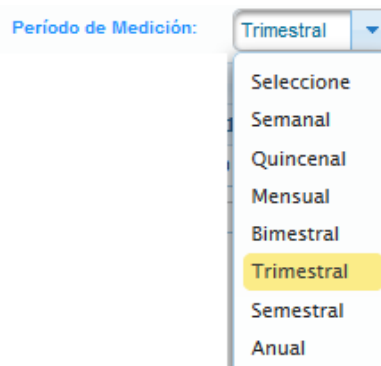 Período de Medición: Trimestral
Seleccione
Semanal
Quincenal
Mensual
Bimestral
Trimestral
Semestral
Anual